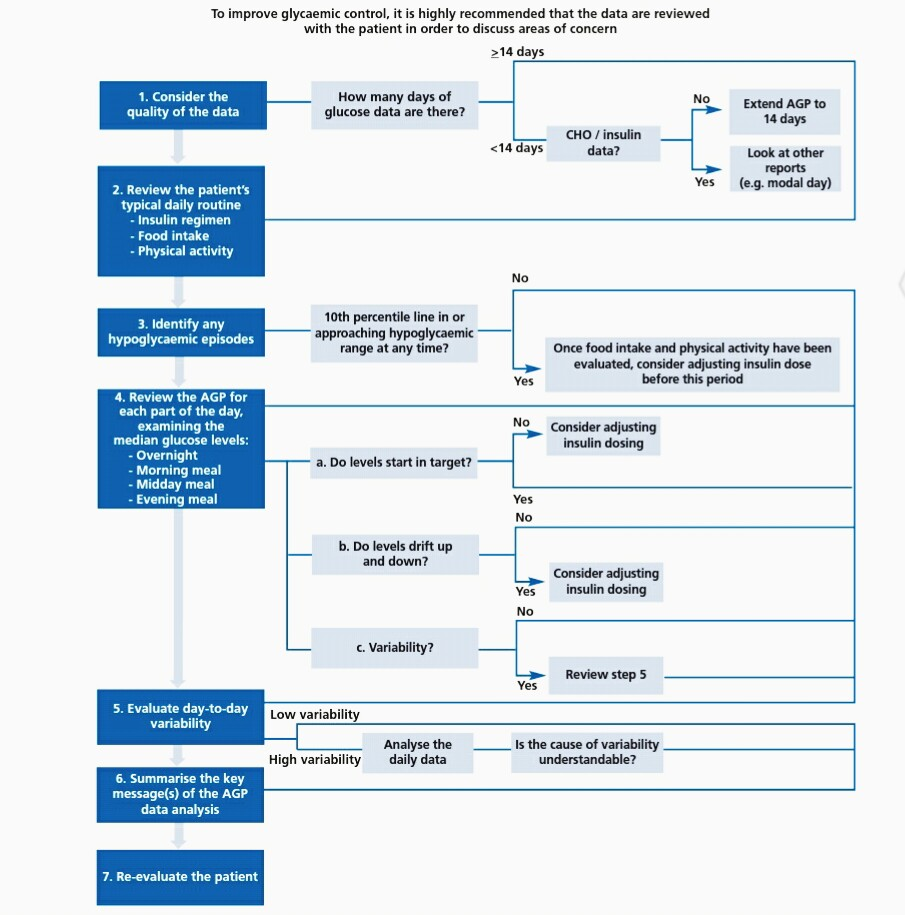 To improve glycaemic control, it is highly recommended that the data are reviewed
with the patient in order to discuss areas of concern
≥14 days
1. Consider the
quality of the data
How many days of
glucose data are there?
<14 days
CHO / insulin
data?
No
Extend AGP to
14 days
Yes
Look at other
reports
(e.g. modal day)
2. Review the patient's
typical daily routine
- Insulin regimen
- Food intake
- Physical activity
3. Identify any
hypoglycaemic episodes
10th percentile line in or
approaching hypoglycaemic
range at any time?
No
Yes
Once food intake and physical activity have been
evaluated, consider adjusting insulin dose
before this period
4. Review the AGP for
each part of the day,
examining the
median glucose levels:
- Overnight
- Morning meal
- Midday meal
- Evening meal
a. Do levels start in target?
No
Consider adjusting
insulin dosing
Yes
b. Do levels drift up
and down?
No
Yes
Consider adjusting
insulin dosing
c. Variability?
No
Yes
Review step 5
5. Evaluate day-to-day
variability
Low variability
High variability
Analyse the
daily data
Is the cause of variability
understandable?
6. Summarise the key
message(s) of the AGP
data analysis
7. Re-evaluate the patient